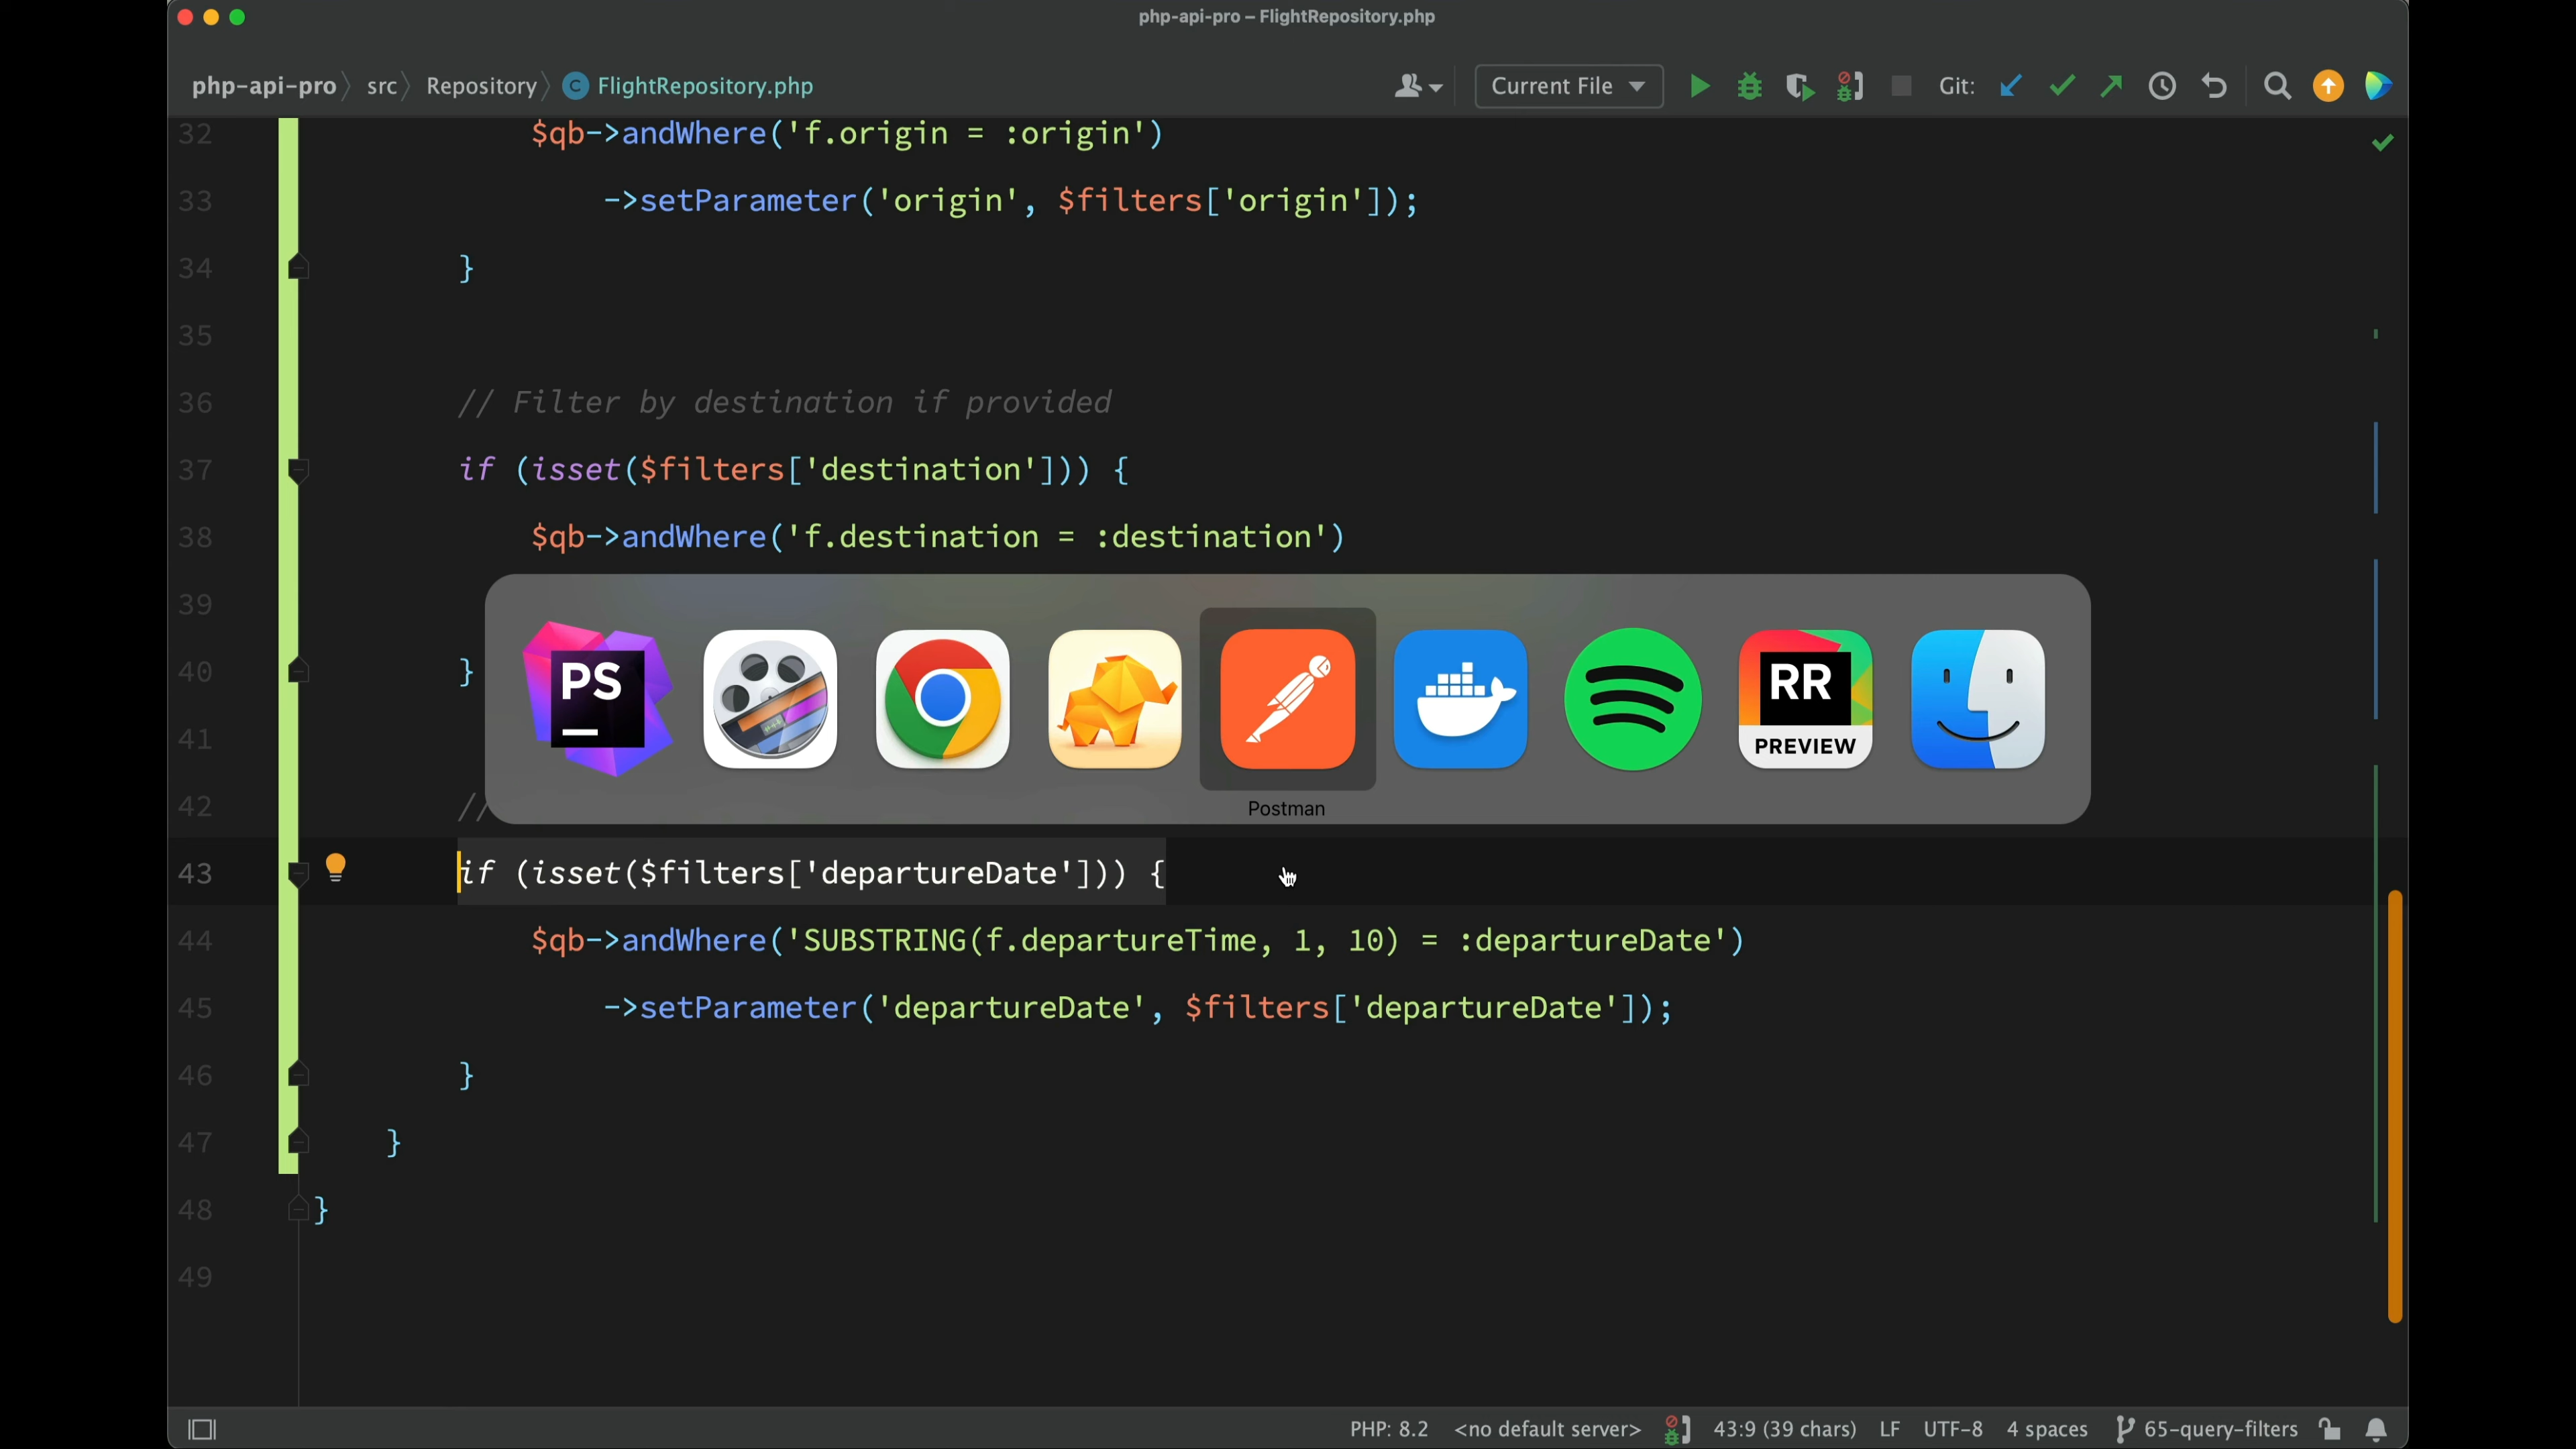 php-api-pro – FlightRepository.php
php-api-pro src Repository C FlightRepository.php Current File Git:
32 $qb->andWhere('f.origin = :origin')
33 ->setParameter('origin', $filters['origin']);
34 }
35
36 // Filter by destination if provided
37 if (isset($filters['destination'])) {
38 $qb->andWhere('f.destination = :destination')
39
40 }
41
42 //
PS
RR
PREVIEW
Postman
43 if (isset($filters['departureDate'])) {
44 $qb->andWhere('SUBSTRING(f.departureTime, 1, 10) = :departureDate')
45 ->setParameter('departureDate', $filters['departureDate']);
46 }
47 }
48 }
49
PHP: 8.2 <no default server> 43:9 (39 chars) LF UTF-8 4 spaces 65-query-filters